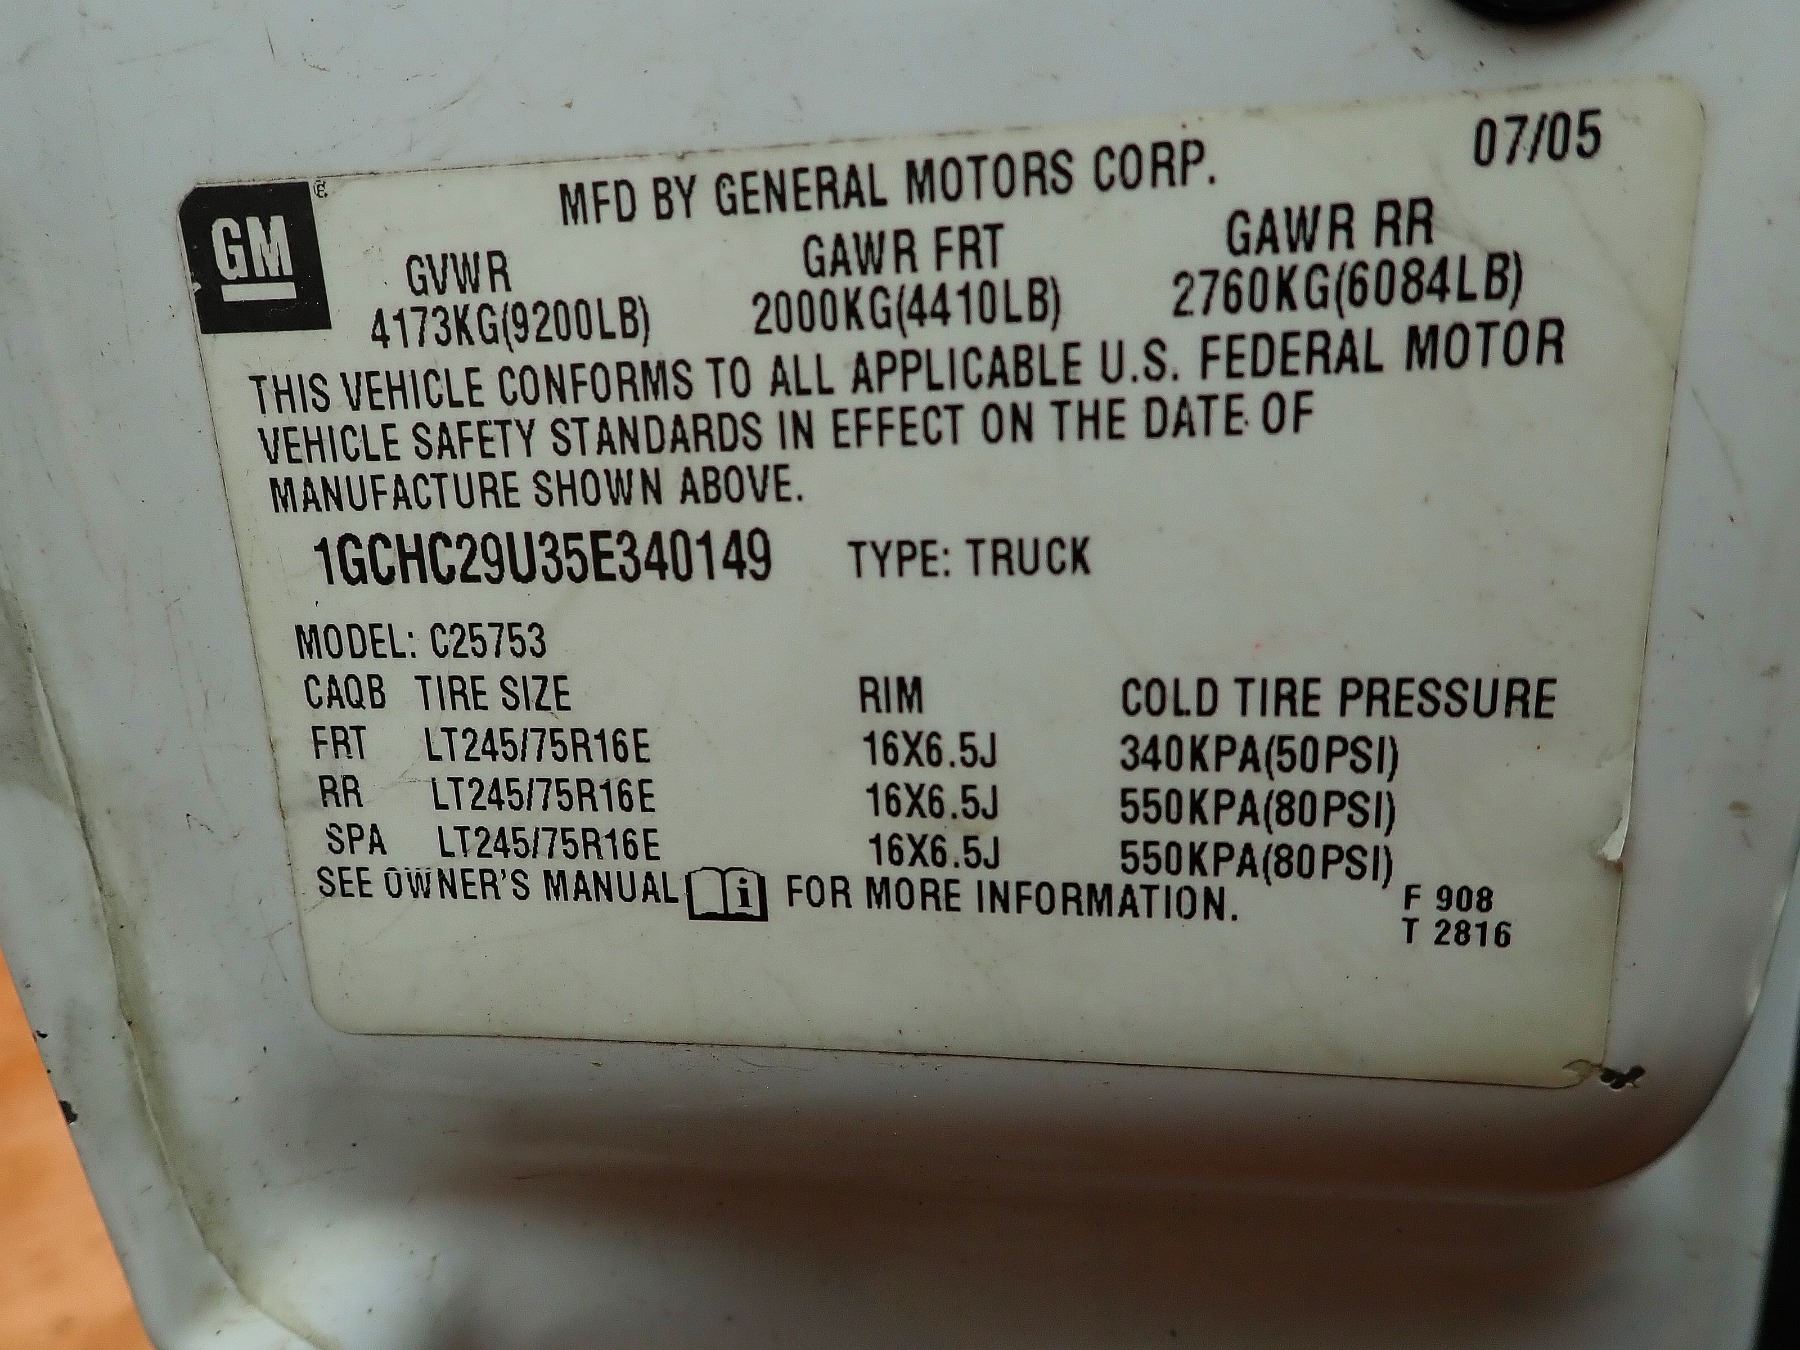 07/05
GM ®
MFD BY GENERAL MOTORS CORP.
GVWR GAWR FRT GAWR RR
4173KG(9200LB) 2000KG(4410LB) 2760KG(6084LB)
THIS VEHICLE CONFORMS TO ALL APPLICABLE U.S. FEDERAL MOTOR
VEHICLE SAFETY STANDARDS IN EFFECT ON THE DATE OF
MANUFACTURE SHOWN ABOVE.
1GCHC29U35E340149 TYPE: TRUCK
MODEL: C25753
CAQB TIRE SIZE RIM COLD TIRE PRESSURE
FRT LT245/75R16E 16X6.5J 340KPA(50PSI)
RR LT245/75R16E 16X6.5J 550KPA(80PSI)
SPA LT245/75R16E 16X6.5J 550KPA(80PSI)
SEE OWNER'S MANUAL i FOR MORE INFORMATION.
F 908
T 2816